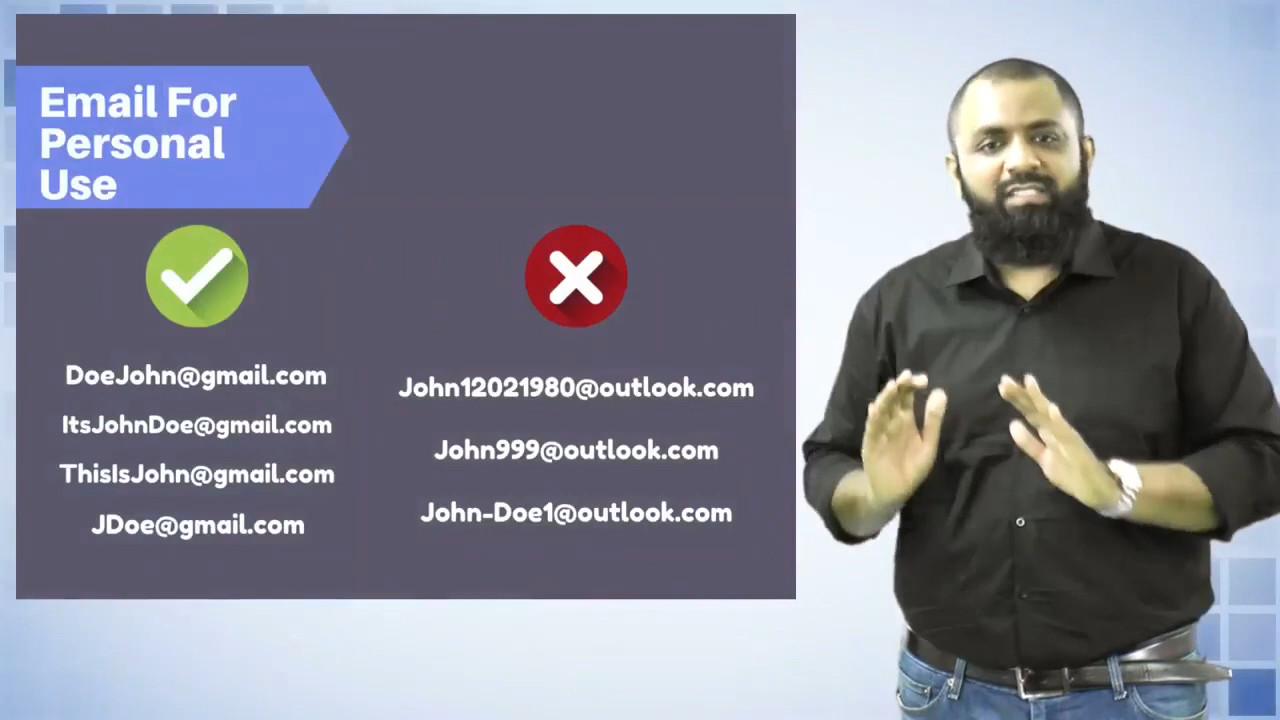 Email For
Personal
Use
DoeJohn@gmail.com
ItsJohnDoe@gmail.com
ThisIsJohn@gmail.com
JDoe@gmail.com
John12021980@outlook.com
John999@outlook.com
John-Doe1@outlook.com